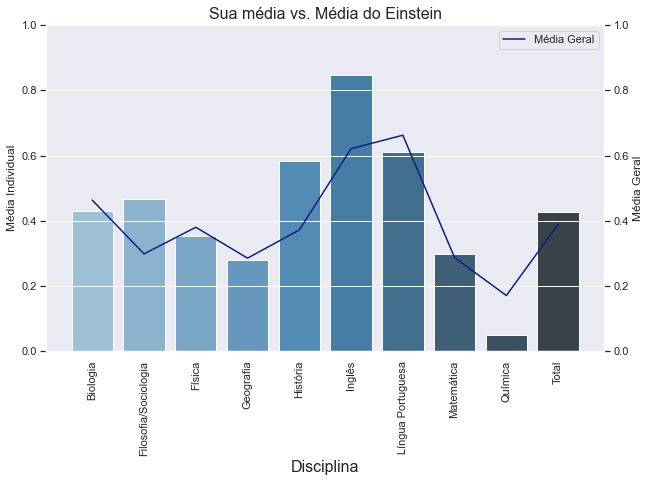 Sua média vs. Média do Einstein
Média Geral
1.0
0.8
0.6
0.4
0.2
0.0
Média Individual
1.0
0.8
0.6
0.4
0.2
0.0
Média Geral
Biologia
Filosofia/Sociologia
Física
Geografia
História
Inglês
Língua Portuguesa
Matemática
Química
Total
Disciplina